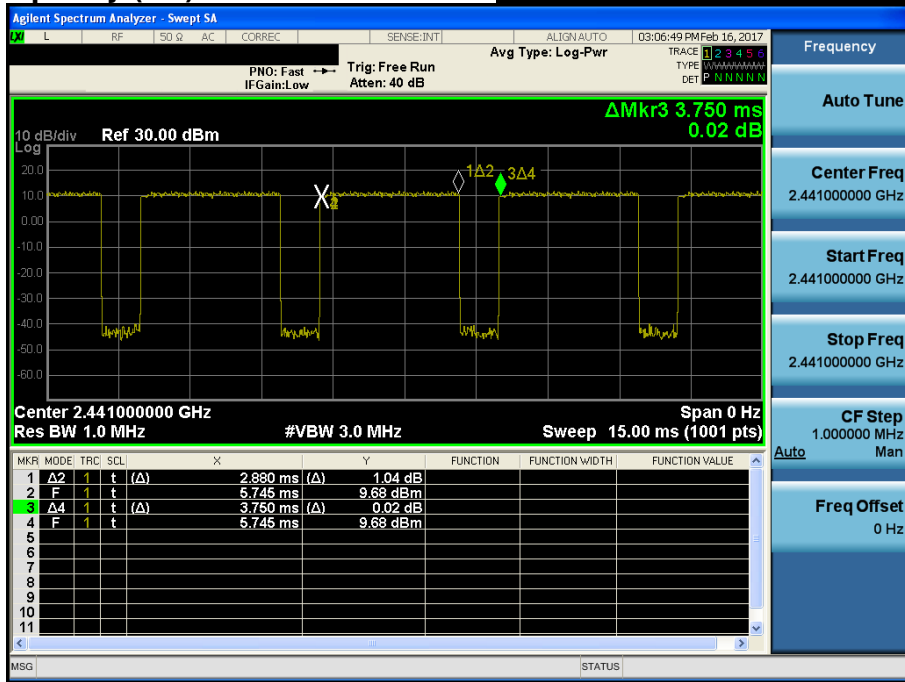 Agilent Spectrum Analyzer - Swept SA
LXI L RF 50 Ω AC CORREC SENSE:INT ALIGN AUTO 03:06:49 PM Feb 16, 2017
Avg Type: Log-Pwr TRACE 1 2 3 4 5 6
PNO: Fast Trig: Free Run TYPE WWWWWW
IFGain:Low Atten: 40 dB DET P N N N N N
ΔMkr3 3.750 ms
0.02 dB
10 dB/div Ref 30.00 dBm
Log
20.0
10.0
0.00
-10.0
-20.0
-30.0
-40.0
-50.0
-60.0
1Δ2 3Δ4
X
Center 2.441000000 GHz Span 0 Hz
Res BW 1.0 MHz #VBW 3.0 MHz Sweep 15.00 ms (1001 pts)
MKR MODE TRC SCL X Y FUNCTION FUNCTION WIDTH FUNCTION VALUE
1 Δ2 1 t (Δ) 2.880 ms (Δ) 1.04 dB
2 F 1 t 5.745 ms 9.68 dBm
3 Δ4 1 t (Δ) 3.750 ms (Δ) 0.02 dB
4 F 1 t 5.745 ms 9.68 dBm
5
6
7
8
9
10
11
MSG STATUS
Frequency
Auto Tune
Center Freq
2.441000000 GHz
Start Freq
2.441000000 GHz
Stop Freq
2.441000000 GHz
CF Step
1.000000 MHz
Auto Man
Freq Offset
0 Hz